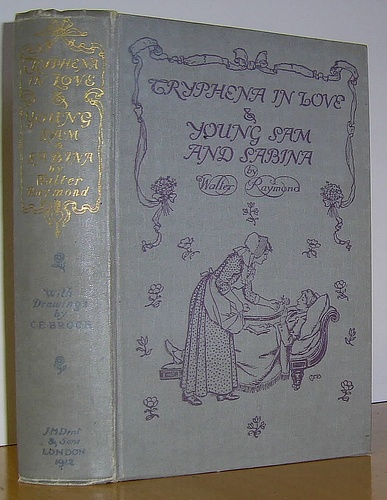 TRYPHENA
IN LOVE
&
YOUNG
SAM
&
SABINA
by
Walter
Raymond
With
Drawings
by
C.E. BROCK
J.M. Dent
& Sons
LONDON
1912
TRYPHENA IN LOVE
&
YOUNG SAM
AND SABINA
by
Walter Raymond